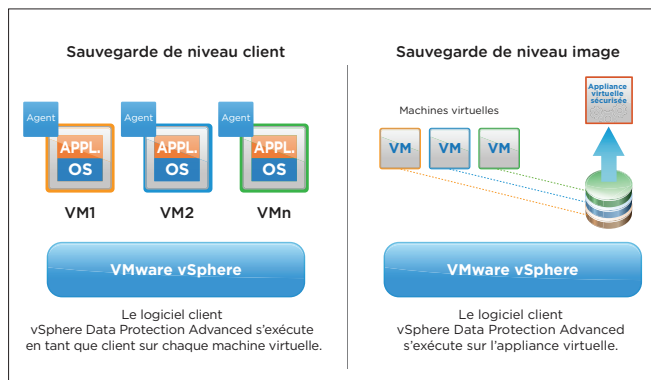 Sauvegarde de niveau client
Agent
APPL.
OS
VM1
Agent
APPL.
OS
VM2
Agent
APPL.
OS
VMn
VMware vSphere
Le logiciel client
vSphere Data Protection Advanced s’exécute
en tant que client sur chaque machine virtuelle.
Sauvegarde de niveau image
Appliance
virtuelle
sécurisée
Machines virtuelles
VM
VM
VM
VMware vSphere
Le logiciel client
vSphere Data Protection Advanced
s’exécute sur l’appliance virtuelle.